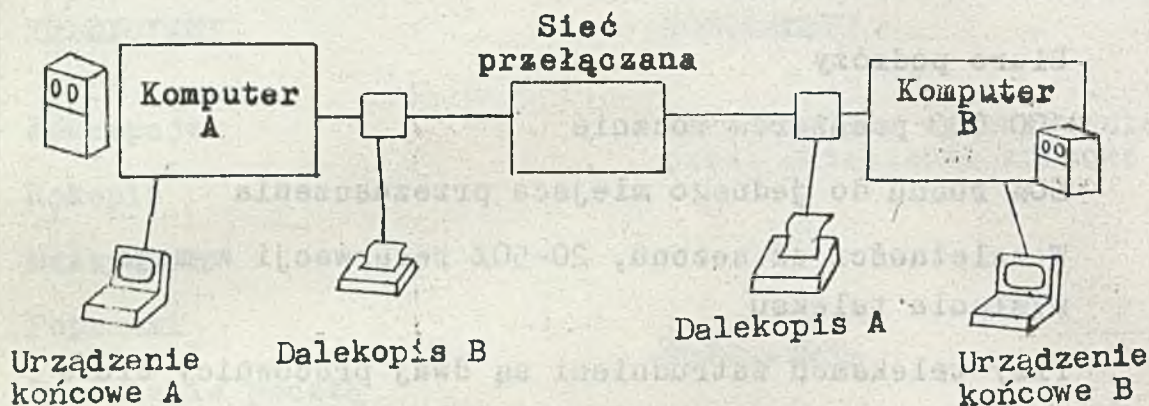 Sieć
przełączana
Komputer
A
Komputer
B
Dalekopis B
Dalekopis A
Urządzenie
końcowe A
Urządzenie
końcowe B